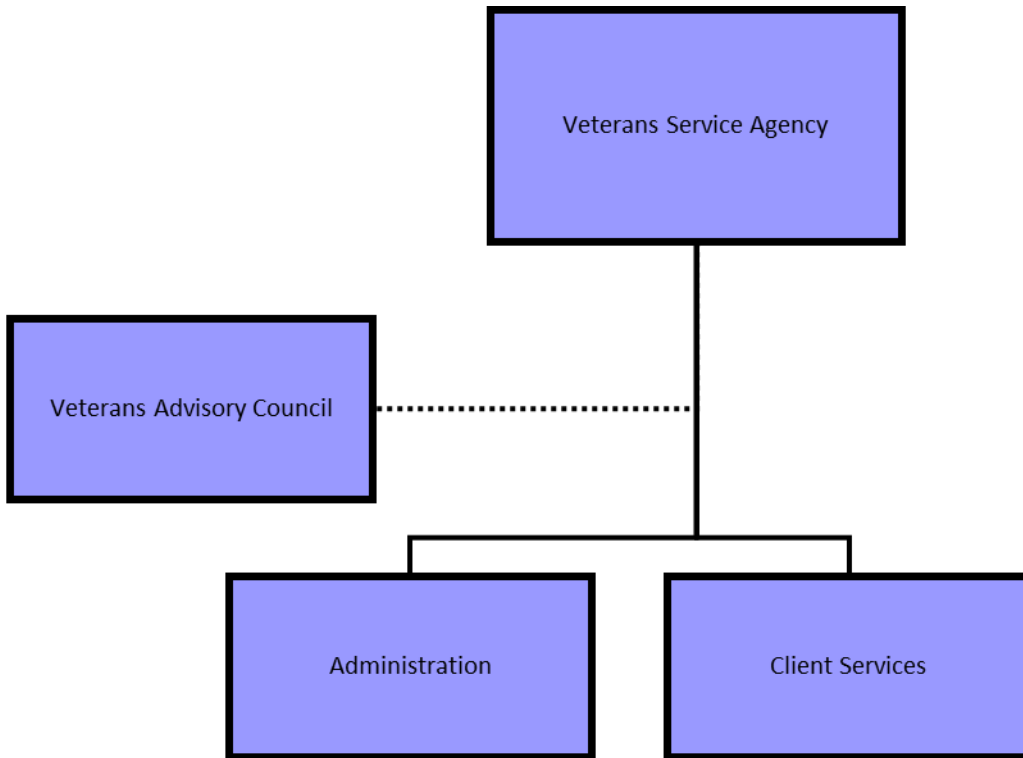 Veterans Service Agency
Veterans Advisory Council
Administration
Client Services